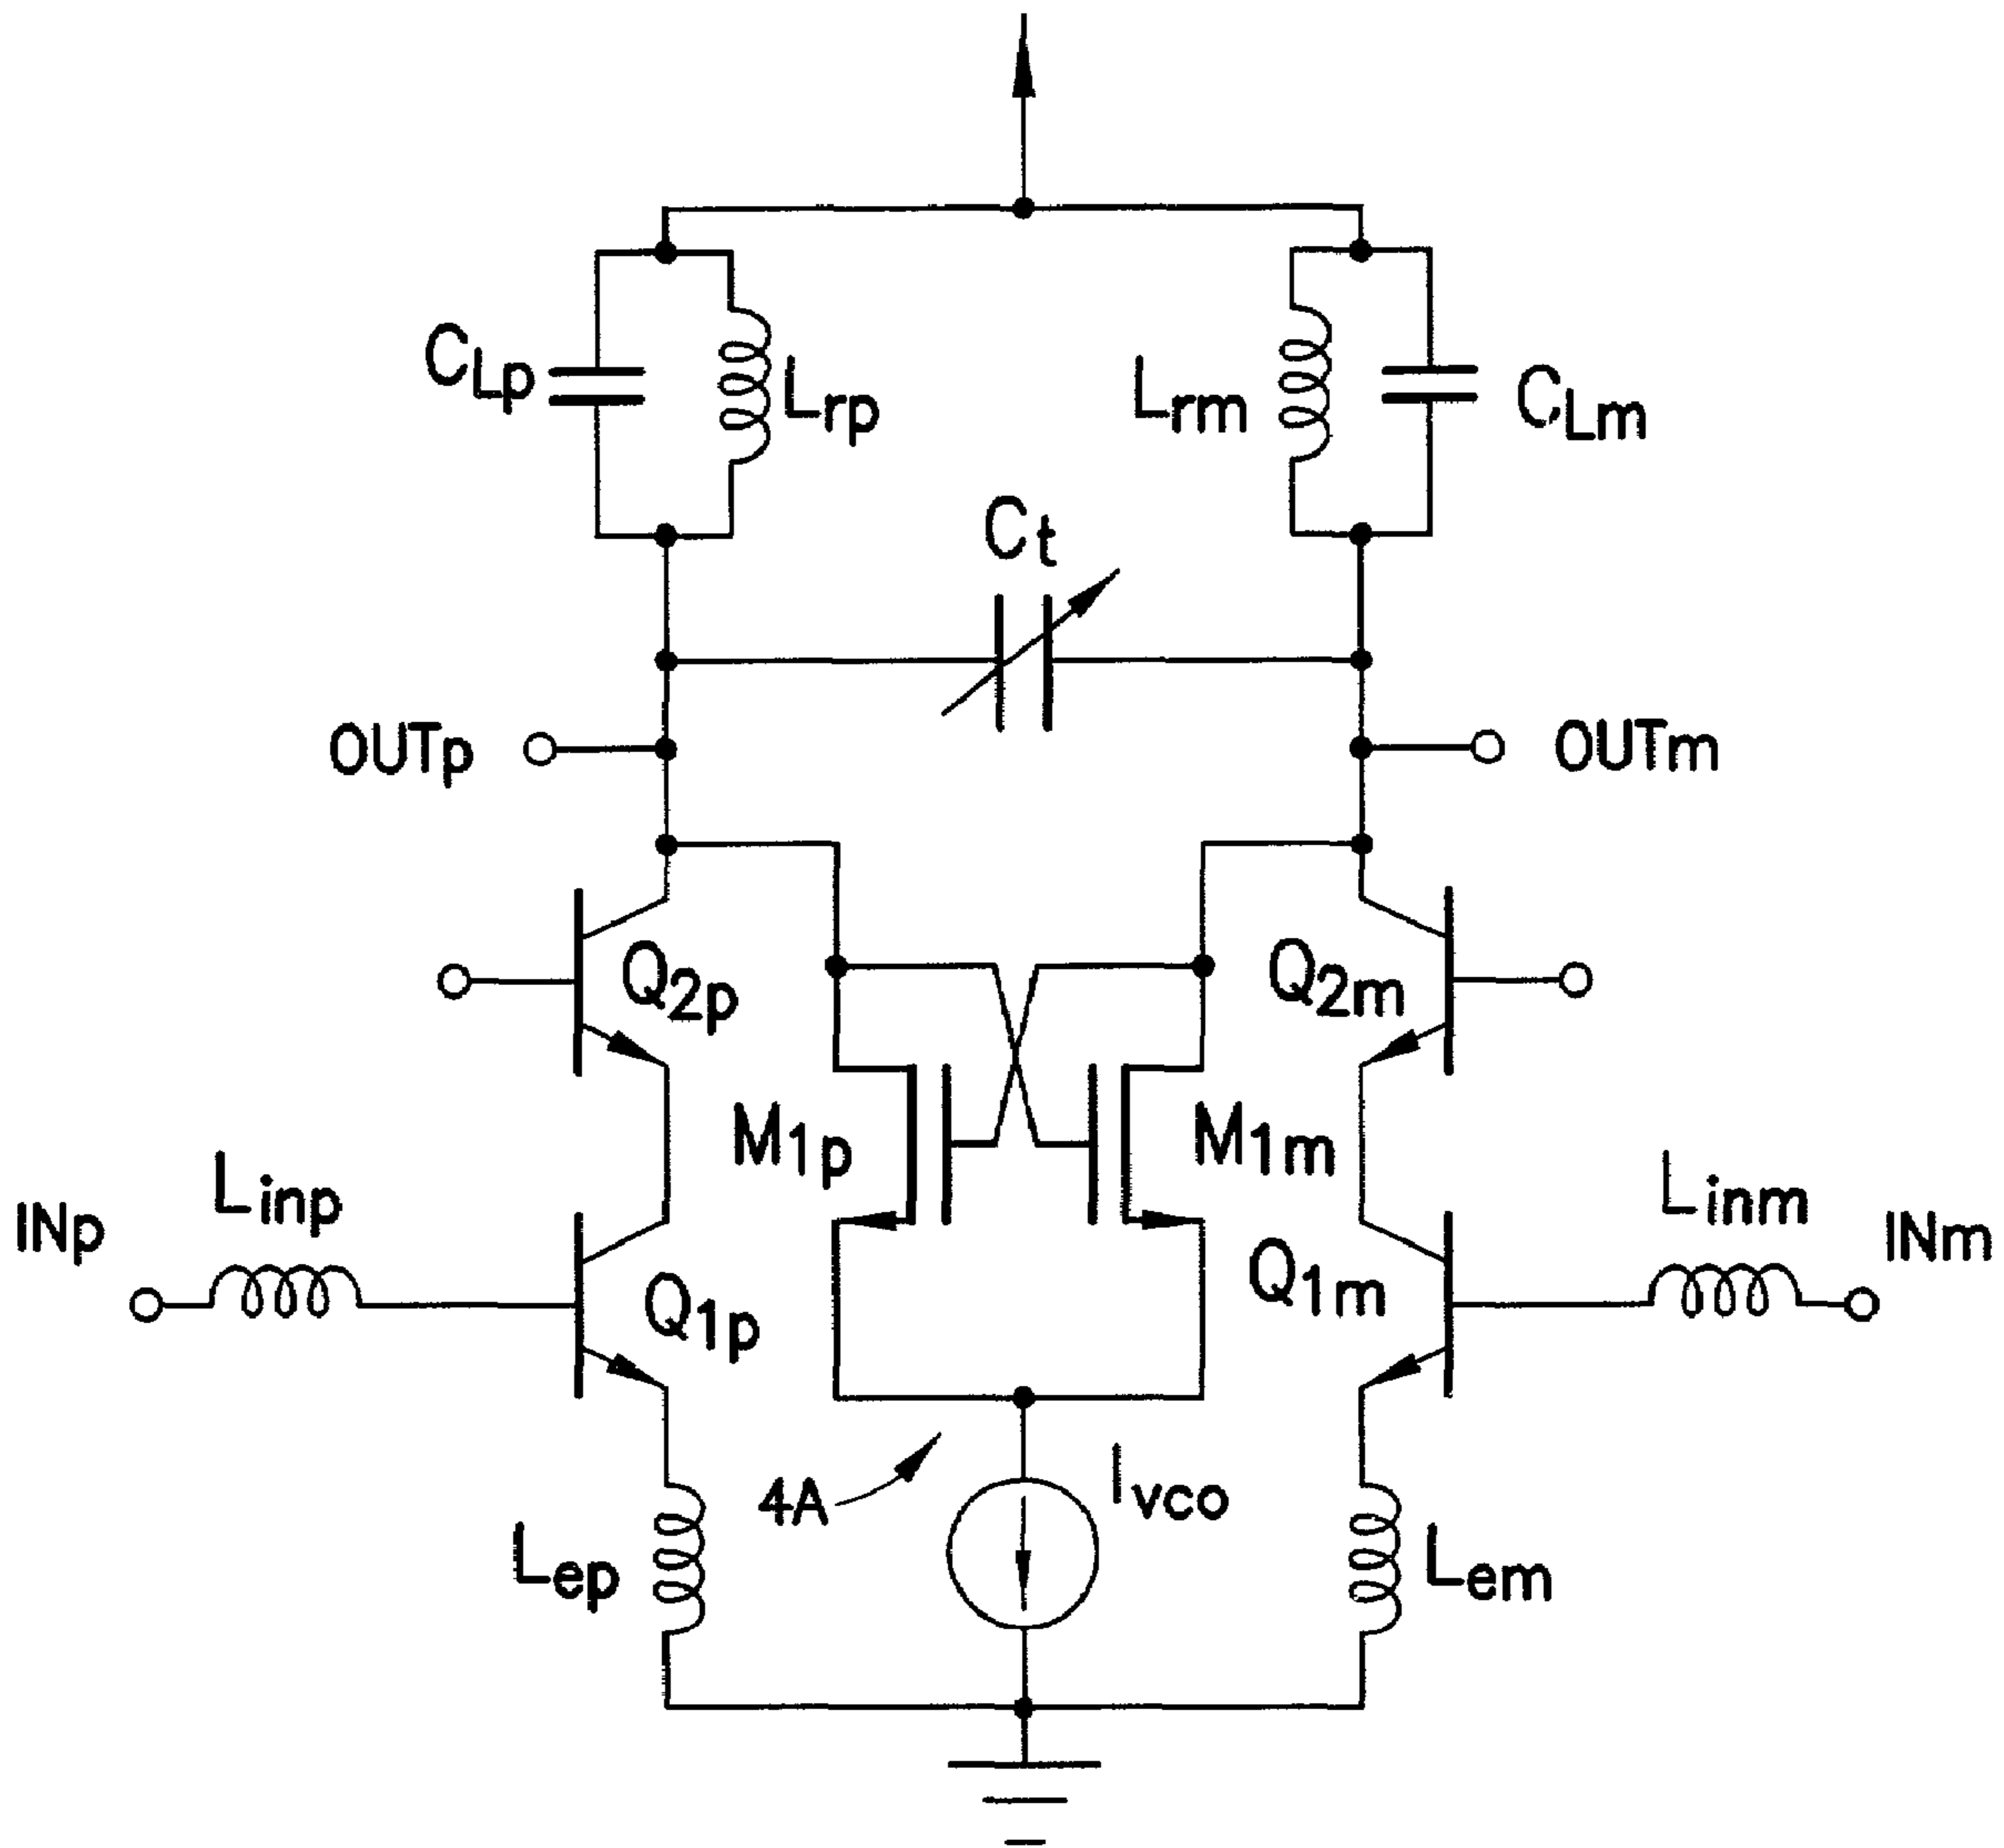 CLp
Lrp
Lrm
CLm
Ct
OUTp
OUTm
Q2p
Q2m
M1p
M1m
Linp
Linm
INp
INm
Q1p
Q1m
4A
Ivco
Lep
Lem